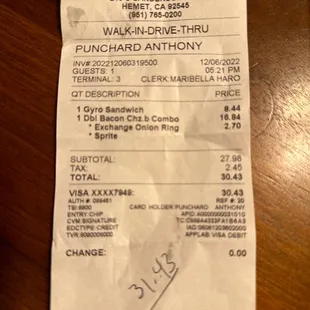 HEMET, CA 92545
(951) 765-0200
WALK-IN-DRIVE-THRU
PUNCHARD ANTHONY
INV# 202212060319500 12/06/2022
GUESTS: 1 05:21 PM
TERMINAL: 3 CLERK:MARIBELLA HARO
QT DESCRIPTION PRICE
1 Gyro Sandwich 8.44
1 Dbl Bacon Chz.b Combo 16.84
* Exchange Onion Ring 2.70
* Sprite
SUBTOTAL: 27.98
TAX: 2.45
TOTAL: 30.43
VISA XXXX7949: 30.43
AUTH #: REF #: 20
CARD HOLDER PUNCHARD ANTHONY
ENTRY:CHIP
CVM:SIGNATURE
EDCTYPE:CREDIT
APPLAB:VISA DEBIT
CHANGE: 0.00
31.43